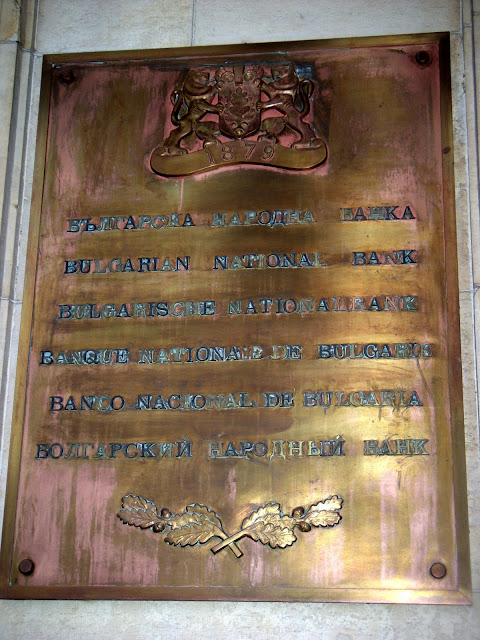 1879
БЪЛГАРСКА НАРОДНА БАНКА
BULGARIAN NATIONAL BANK
BULGARISCHE NATIONALBANK
BANQUE NATIONALE DE BULGARIE
BANCO NACIONAL DE BULGARIA
БОЛГАРСКИЙ НАРОДНЫЙ БАНК